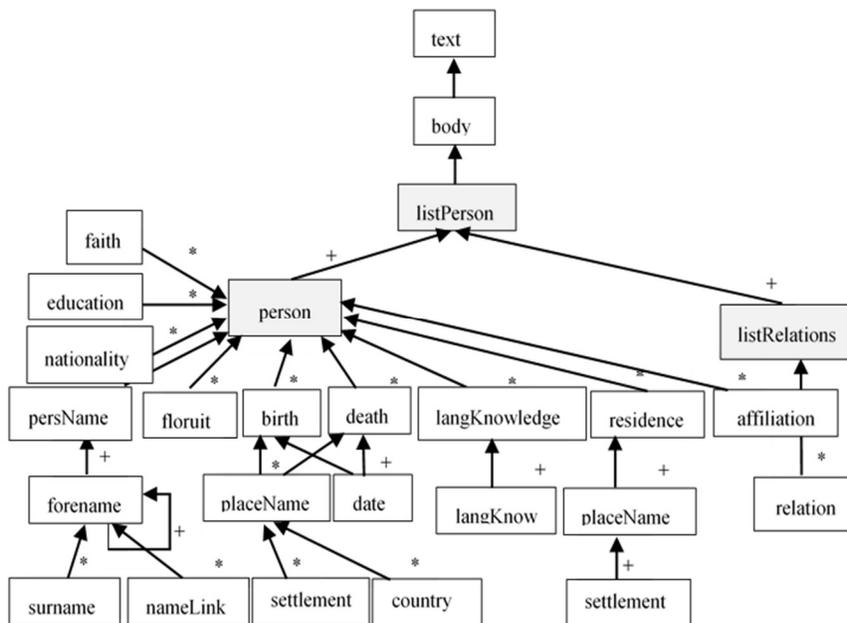 text
body
listPerson
faith
*
+
education
*
person
+
listRelations
nationality
*
persName
floruit
*
birth
*
death
*
langKnowledge
*
residence
*
affiliation
*
forename
+
+
placeName
*
date
+
langKnow
+
placeName
+
relation
*
surname
*
nameLink
*
settlement
*
country
*
settlement
+